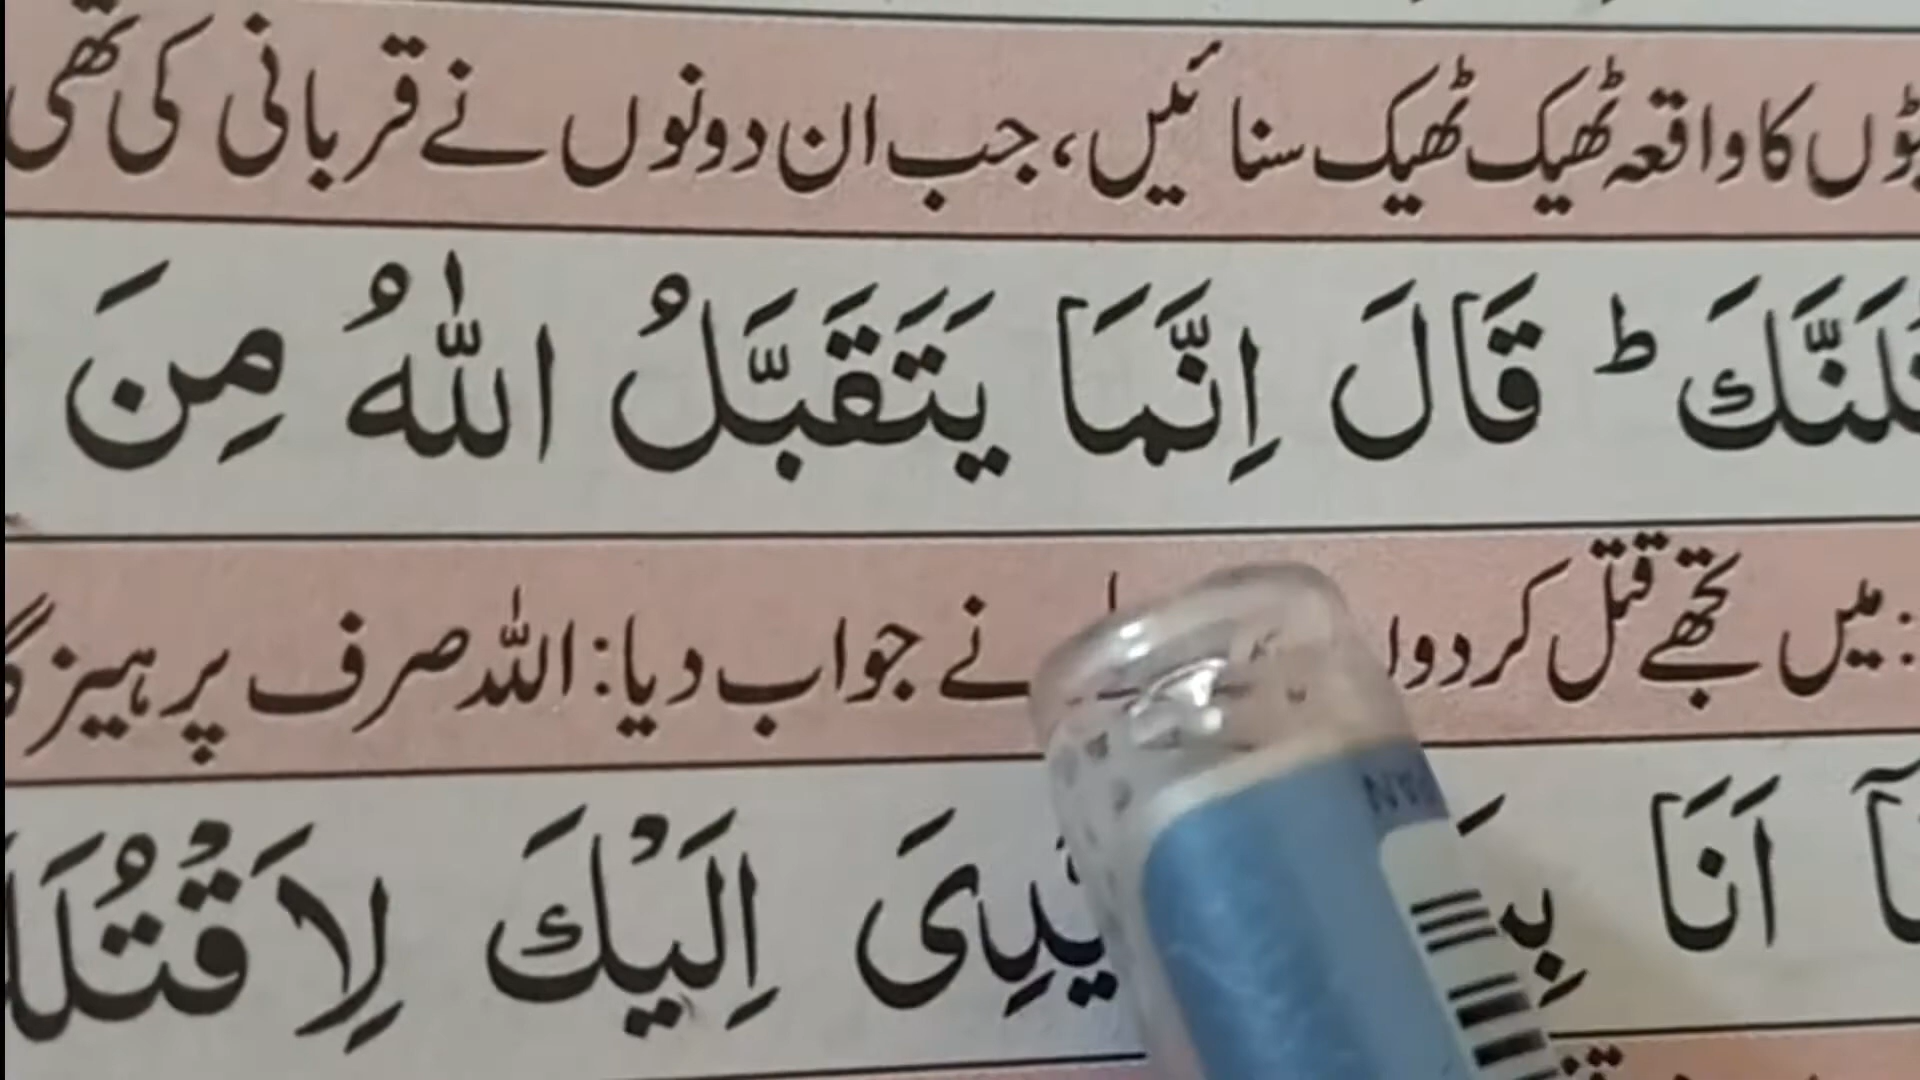 ٹوں کا واقعہ ٹھیک ٹھیک سنائیں، جب ان دونوں نے قربانی کی تھی
قَالَ اِنَّمَا يَتَقَبَّلُ اللّٰهُ مِنَ
: میں تجھے قتل کر دوا نے جواب دیا: اللہ صرف پرہیز
اَنَا اِلَيْكَ لِاَقْتُلَ